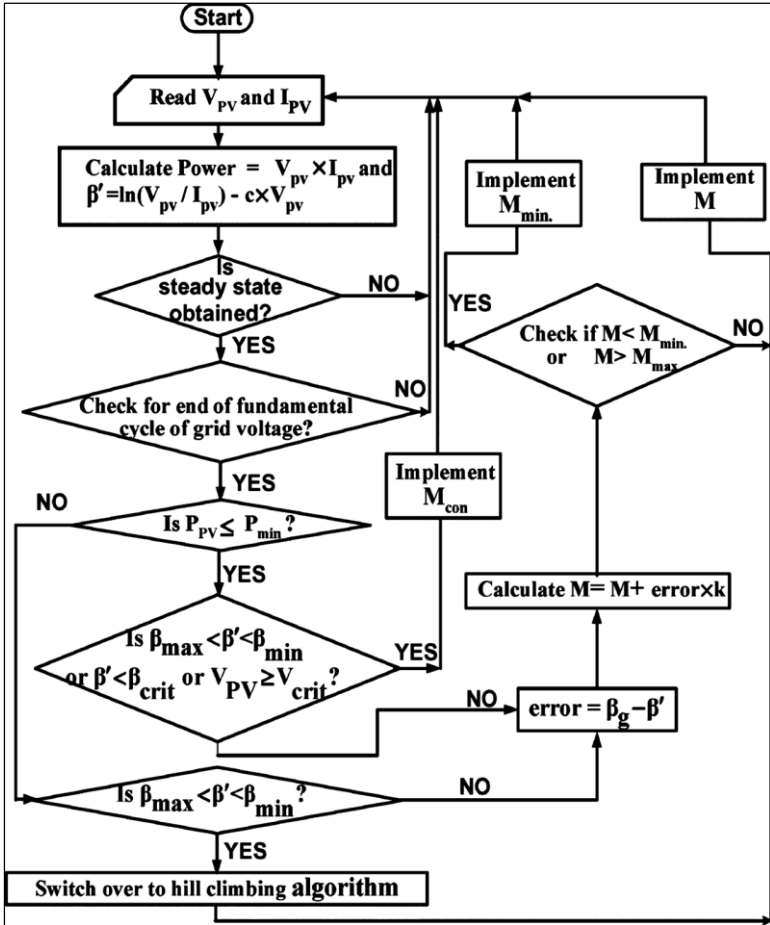 Start
Read V_PV and I_PV
Calculate Power = V_pv × I_pv and
β′=ln(V_pv / I_pv) - c×V_pv
Is
steady state
obtained?
NO
YES
Check for end of fundamental
cycle of grid voltage?
NO
YES
Is P_PV ≤ P_min ?
NO
YES
Is β_max <β′<β_min
or β′<β_crit or V_PV ≥V_crit ?
YES
NO
Is β_max <β′<β_min ?
NO
YES
Switch over to hill climbing algorithm
Implement
M_con
Implement
M_min.
Implement
M
YES
Check if M< M_min.
or M> M_max
NO
Calculate M= M+ error×k
error = β_g −β′